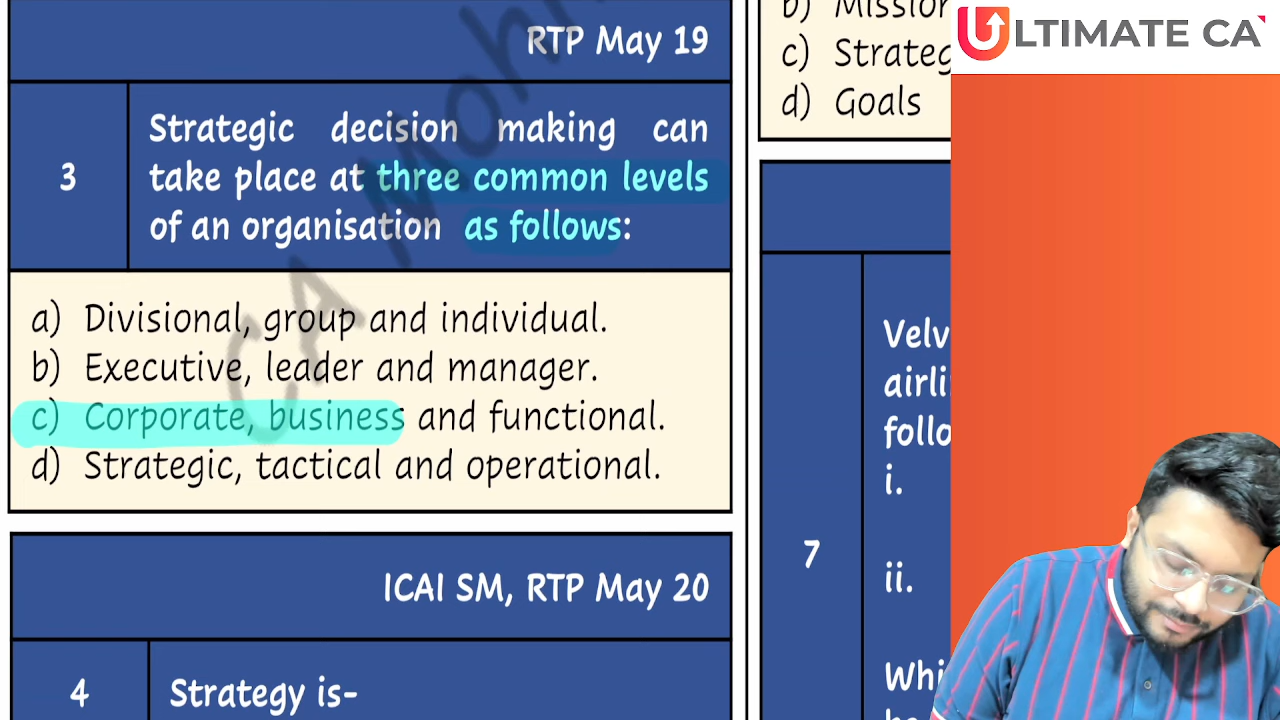 RTP May 19
3
Strategic decision making can
take place at three common levels
of an organisation as follows:
a) Divisional, group and individual.
b) Executive, leader and manager.
c) Corporate, business and functional.
d) Strategic, tactical and operational.
ICAI SM, RTP May 20
4
Strategy is-
c)
d) Goals
7
i.
ii.
ULTIMATE CA
CA